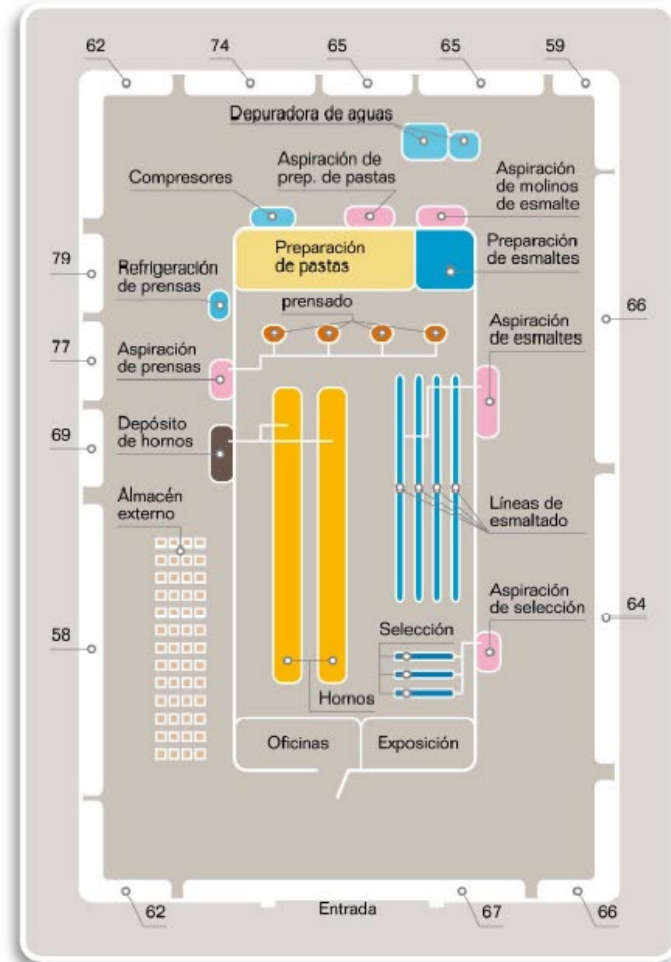 62
74
65
65
59
Depuradora de aguas
Aspiración de
prep. de pastas
Aspiración
de molinos
de esmalte
Compresores
Preparación
de pastas
Preparación
de esmaltes
79
Refrigeración
de prensas
66
prensado
Aspiración
de esmaltes
77
Aspiración
de prensas
69
Depósito
de hornos
Almacén
externo
Líneas de
esmaltado
Aspiración
de selección
64
58
Selección
Hornos
Oficinas
Exposición
62
Entrada
67
66